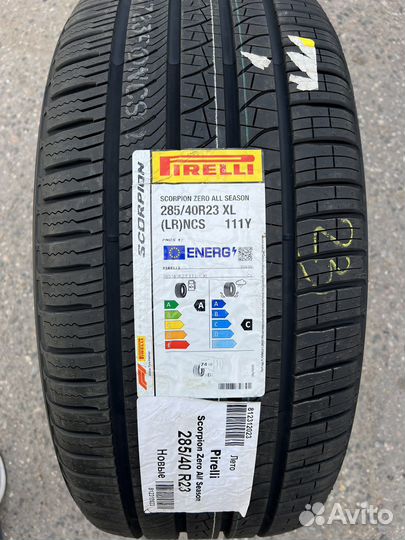 SCORPION
PIRELLI
SCORPION ZERO ALL SEASON
285/40R23 XL
(LR)NCS 111Y
ENERG
A
C
Лето
Pirelli
Scorpion Zero All Season
285/40 R23
Новые
812312023
Avito